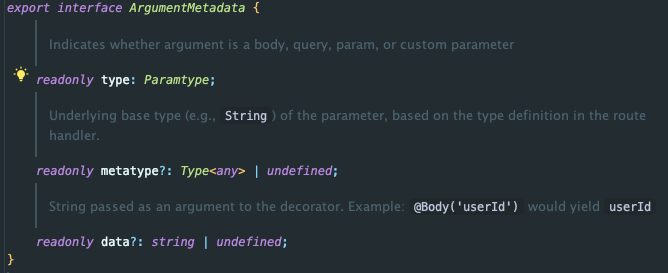 export interface ArgumentMetadata {
Indicates whether argument is a body, query, param, or custom parameter
readonly type: Paramtype;
Underlying base type (e.g., String) of the parameter, based on the type definition in the route
handler.
readonly metatype?: Type<any> | undefined;
String passed as an argument to the decorator. Example: @Body('userId') would yield userId
readonly data?: string | undefined;
}